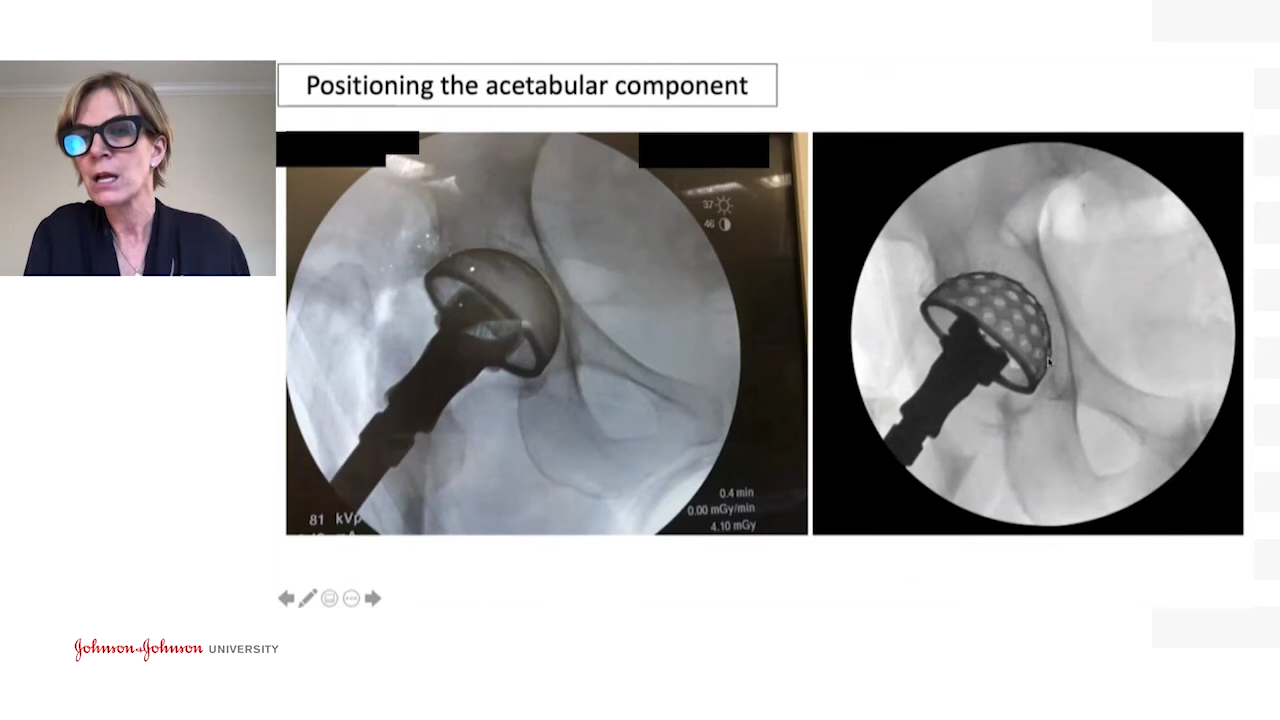 Positioning the acetabular component
37
46
0.4 min
0.00 mGy/min
4.10 mGy
81 kVp
Johnson+Johnson UNIVERSITY